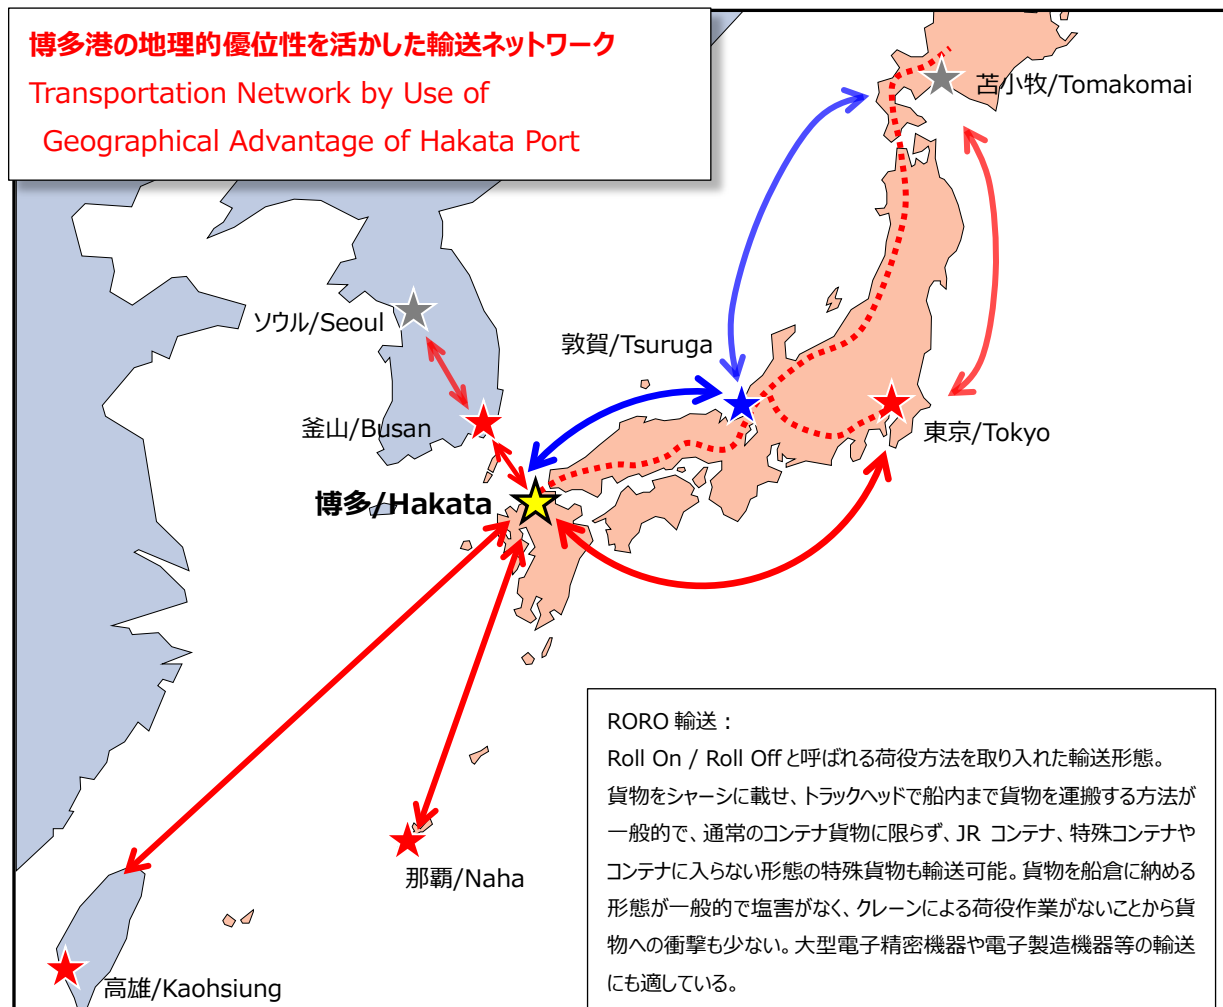 博多港の地理的優位性を活かした輸送ネットワーク
Transportation Network by Use of
Geographical Advantage of Hakata Port
苫小牧/Tomakomai
ソウル/Seoul
敦賀/Tsuruga
釜山/Busan
東京/Tokyo
博多/Hakata
那覇/Naha
高雄/Kaohsiung
RORO 輸送：
Roll On / Roll Off と呼ばれる荷役方法を取り入れた輸送形態。
貨物をシャーシに載せ、トラックヘッドで船内まで貨物を運搬する方法が
一般的で、通常のコンテナ貨物に限らず、JR コンテナ、特殊コンテナや
コンテナに入らない形態の特殊貨物も輸送可能。貨物を船倉に納める
形態が一般的で塩害がなく、クレーンによる荷役作業がないことから貨
物への衝撃も少ない。大型電子精密機器や電子製造機器等の輸送
にも適している。